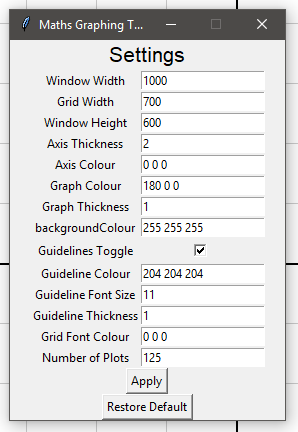 Maths Graphing T...
Settings
Window Width 1000
Grid Width 700
Window Height 600
Axis Thickness 2
Axis Colour 0 0 0
Graph Colour 180 0 0
Graph Thickness 1
backgroundColour 255 255 255
Guidelines Toggle
Guideline Colour 204 204 204
Guideline Font Size 11
Guideline Thickness 1
Grid Font Colour 0 0 0
Number of Plots 125
Apply
Restore Default